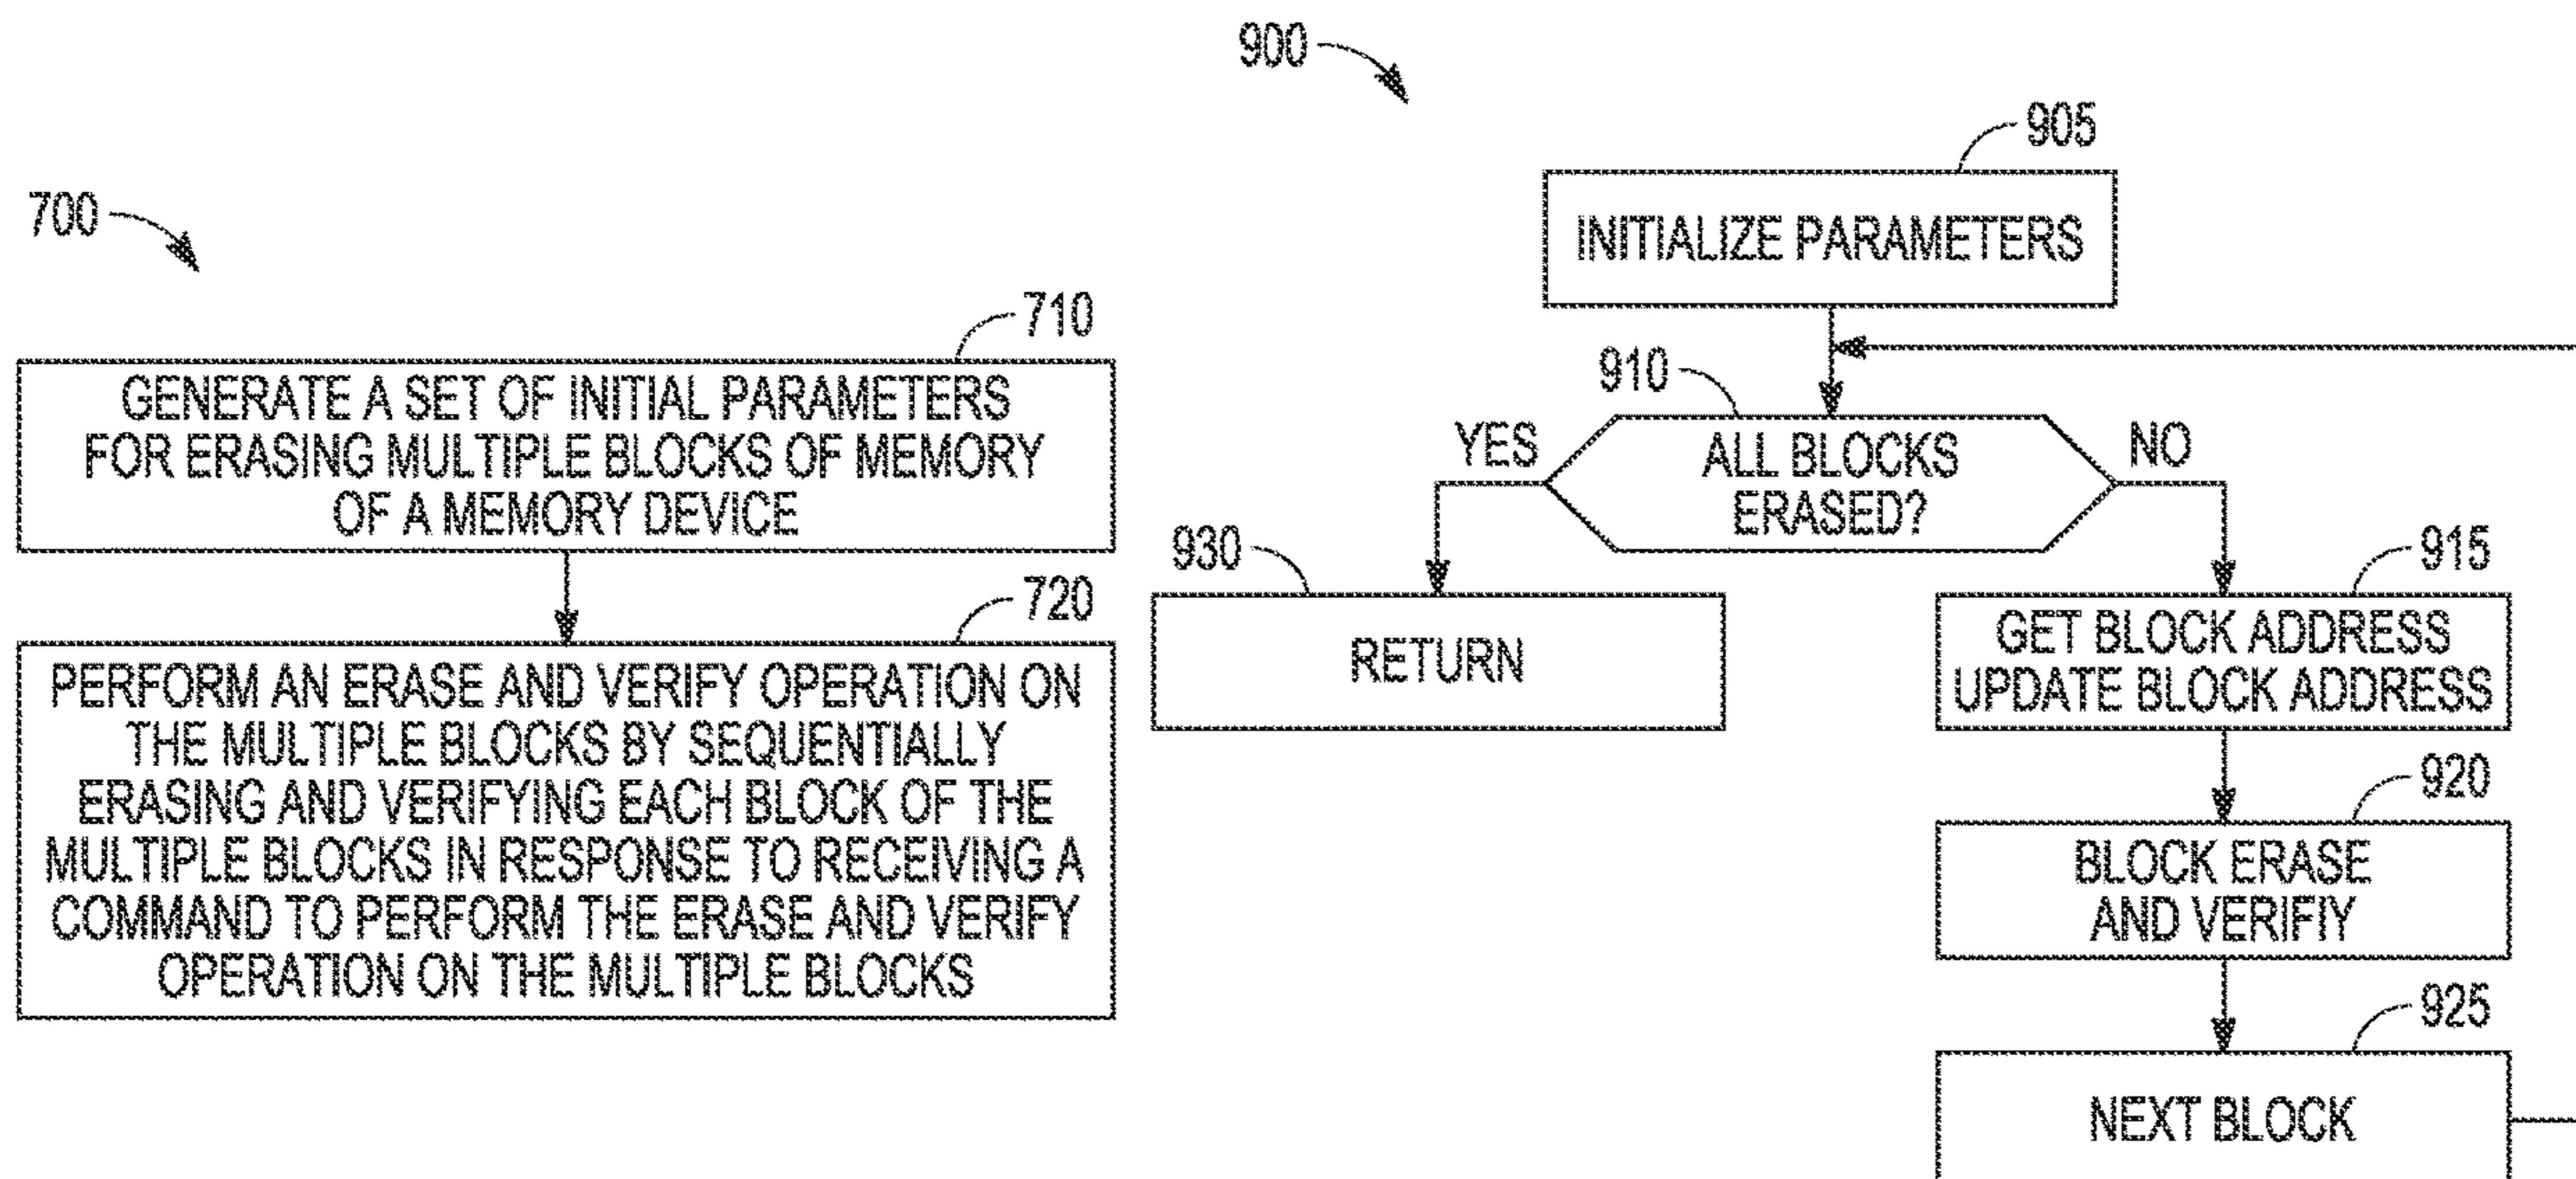 700
710
GENERATE A SET OF INITIAL PARAMETERS
FOR ERASING MULTIPLE BLOCKS OF MEMORY
OF A MEMORY DEVICE
720
PERFORM AN ERASE AND VERIFY OPERATION ON
THE MULTIPLE BLOCKS BY SEQUENTIALLY
ERASING AND VERIFYING EACH BLOCK OF THE
MULTIPLE BLOCKS IN RESPONSE TO RECEIVING A
COMMAND TO PERFORM THE ERASE AND VERIFY
OPERATION ON THE MULTIPLE BLOCKS
900
905
INITIALIZE PARAMETERS
910
YES
ALL BLOCKS
ERASED?
NO
930
RETURN
915
GET BLOCK ADDRESS
UPDATE BLOCK ADDRESS
920
BLOCK ERASE
AND VERIFIY
925
NEXT BLOCK